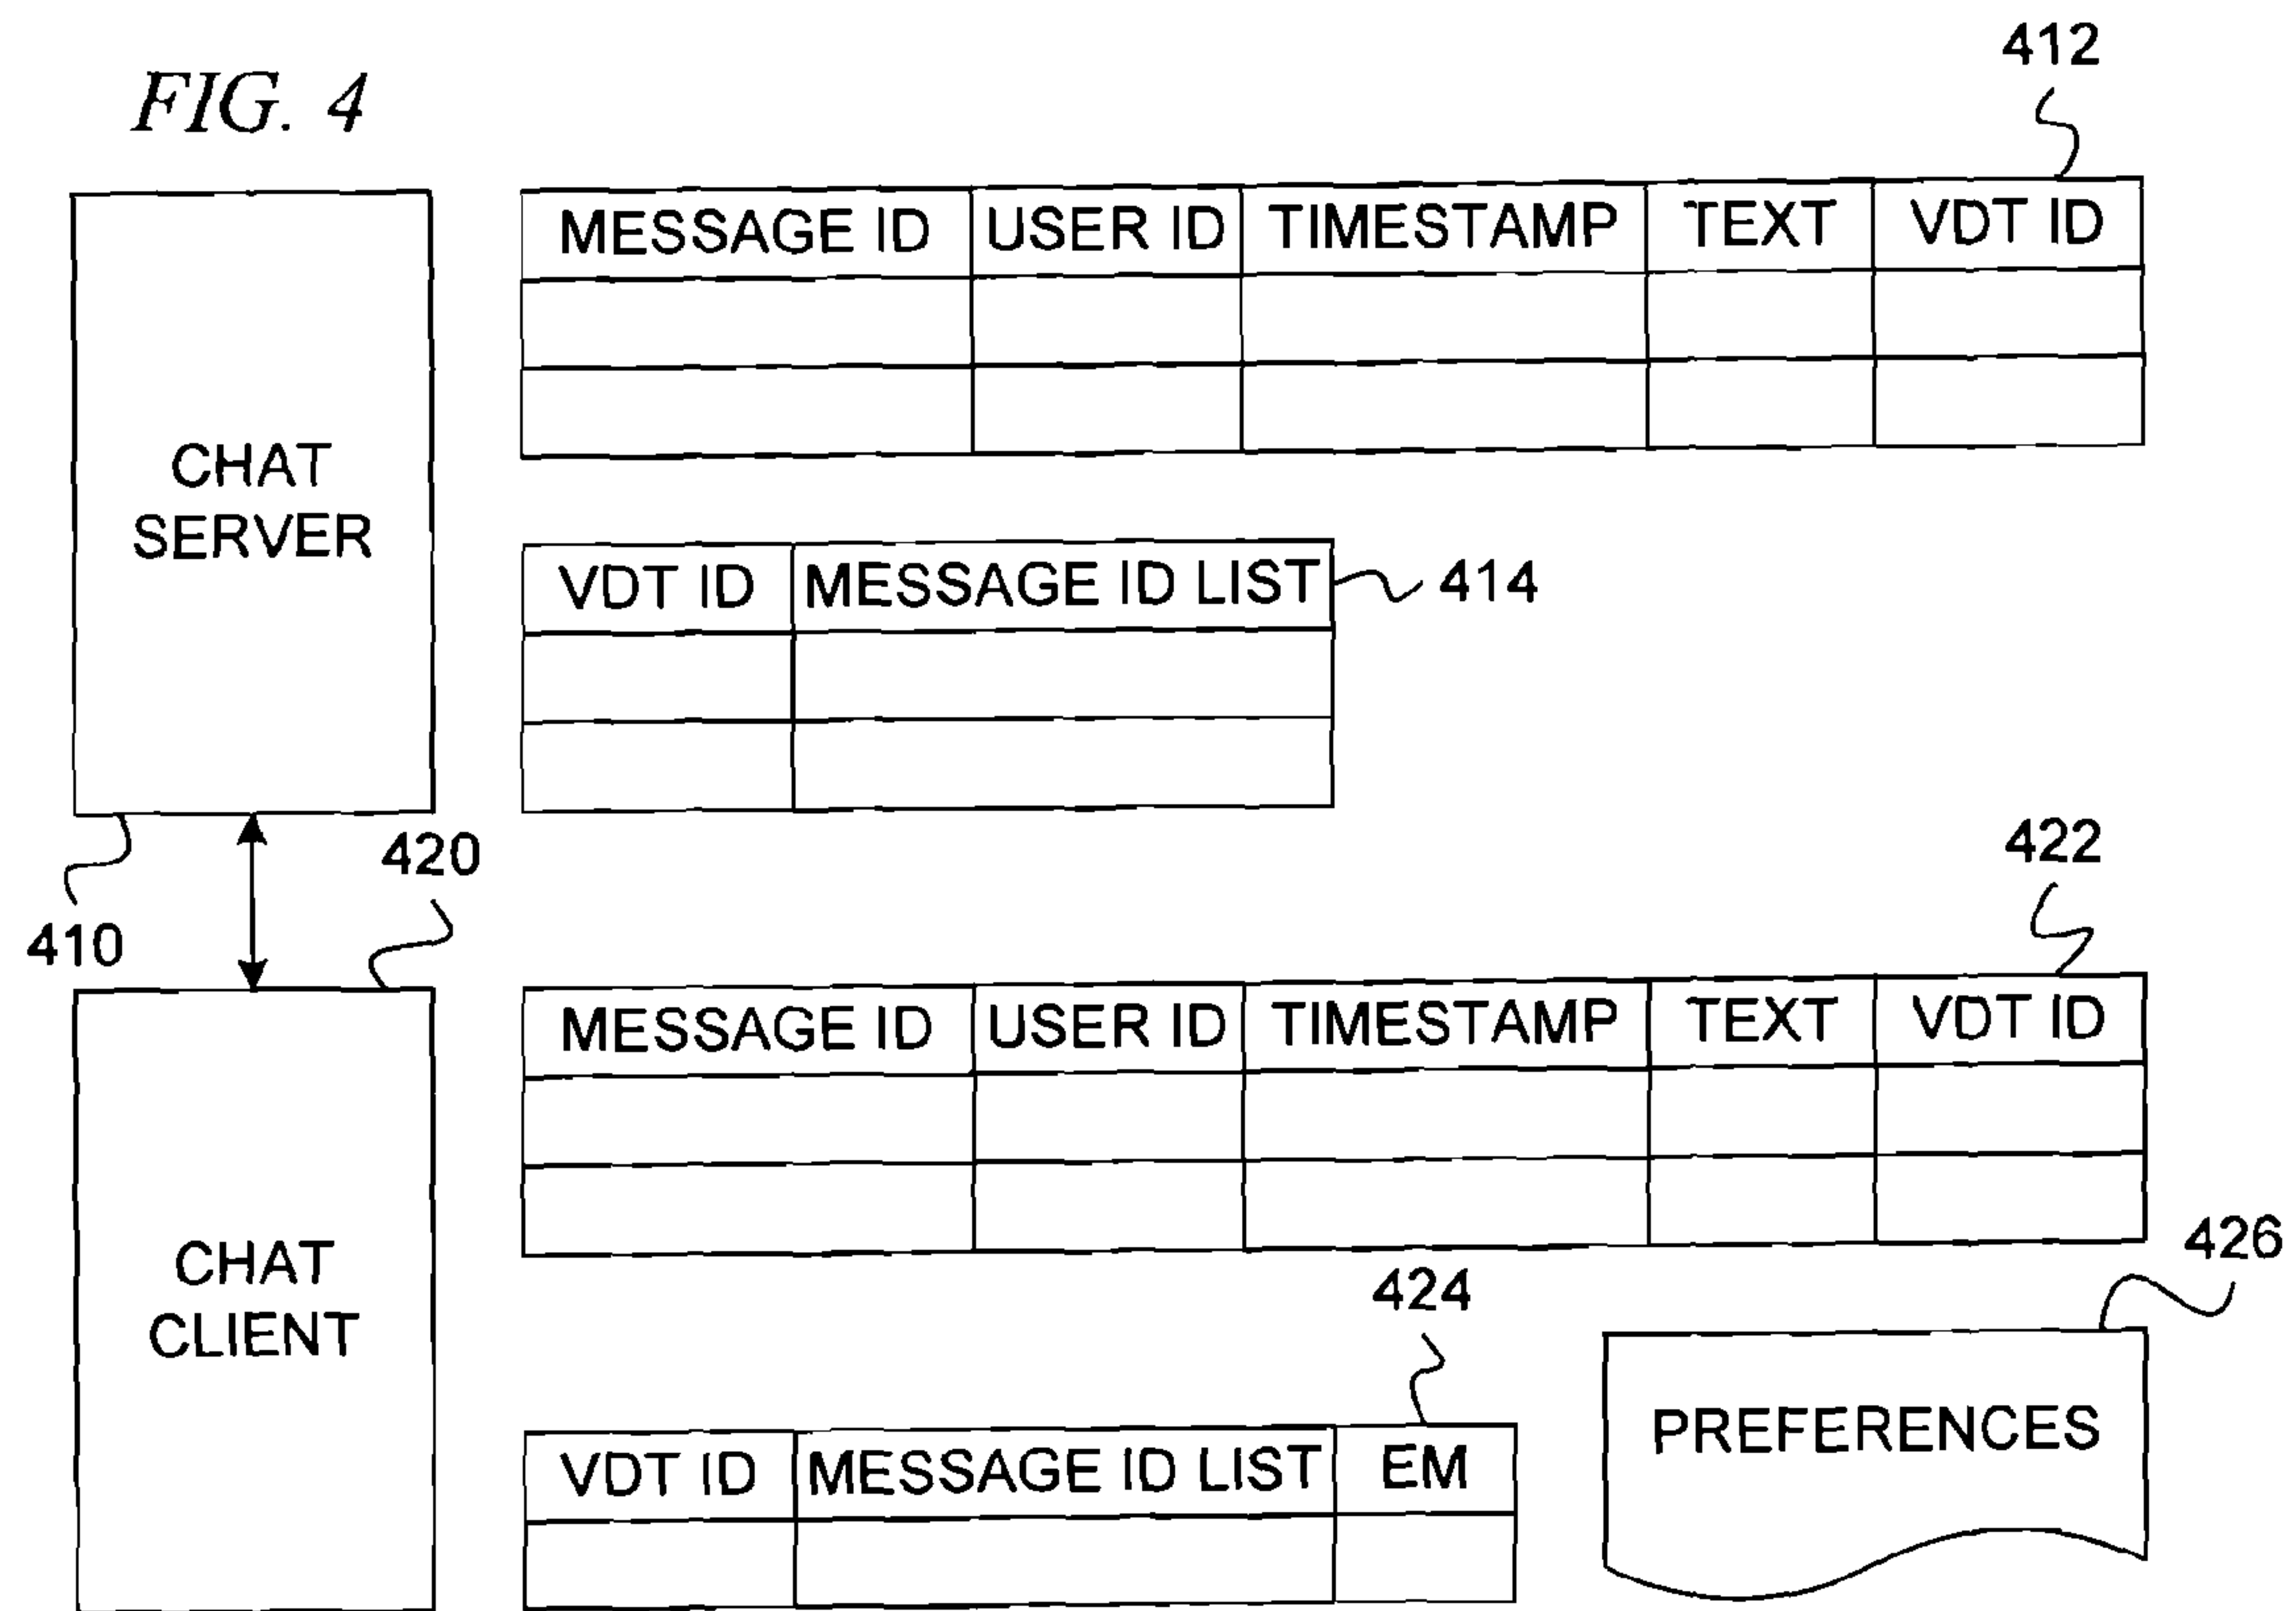 FIG. 4
412
MESSAGE ID USER ID TIMESTAMP TEXT VDT ID
CHAT
SERVER
VDT ID MESSAGE ID LIST
414
410
420
422
MESSAGE ID USER ID TIMESTAMP TEXT VDT ID
CHAT
CLIENT
424
426
VDT ID MESSAGE ID LIST EM
PREFERENCES